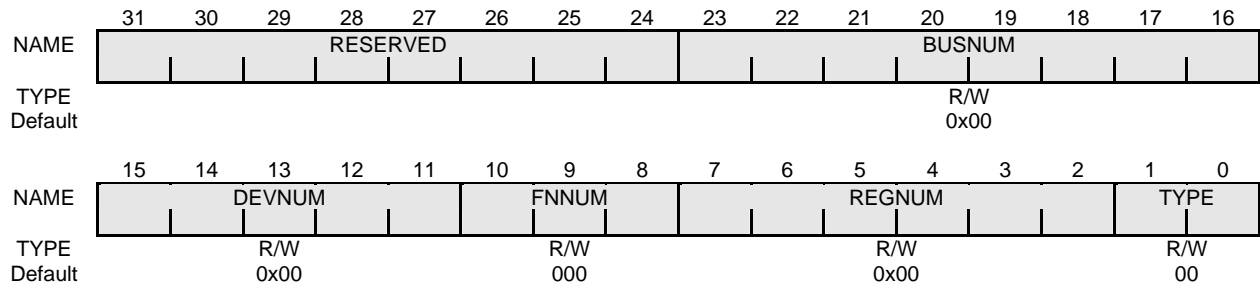 31 30 29 28 27 26 25 24 23 22 21 20 19 18 17 16
NAME RESERVED BUSNUM
TYPE R/W
Default 0x00
15 14 13 12 11 10 9 8 7 6 5 4 3 2 1 0
NAME DEVNUM FNNUM REGNUM TYPE
TYPE R/W R/W R/W R/W
Default 0x00 000 0x00 00